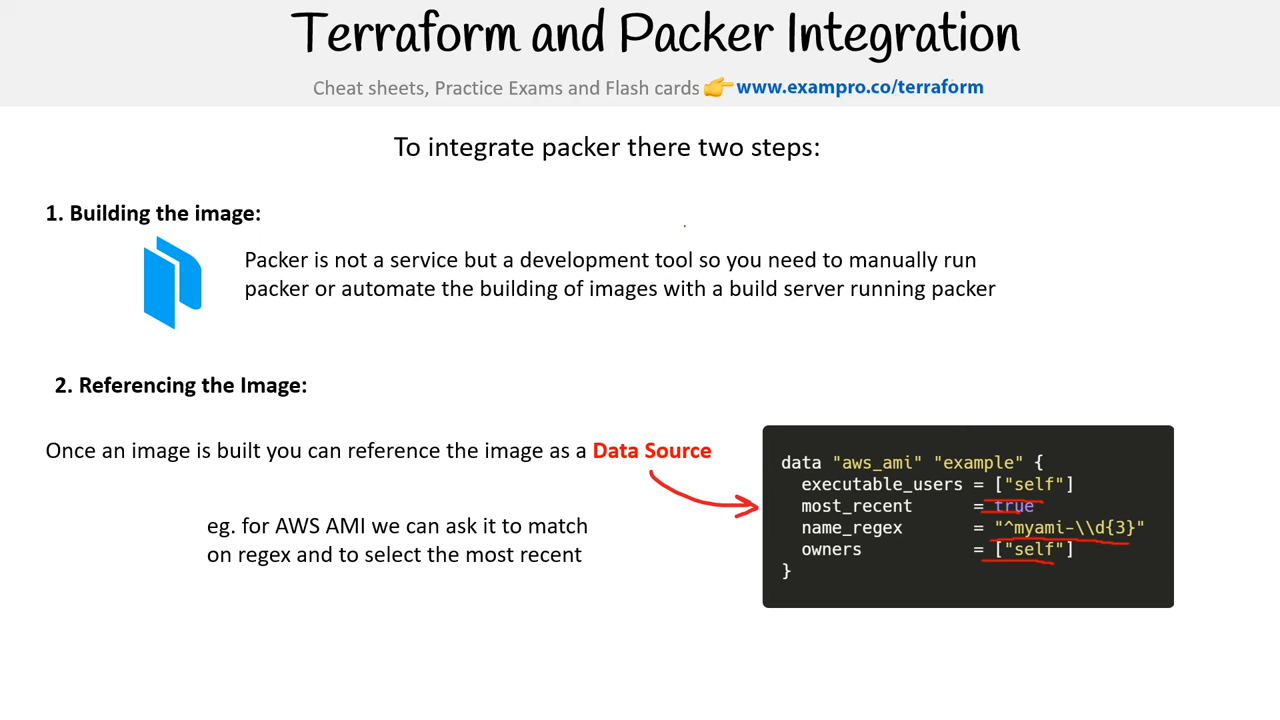 Terraform and Packer Integration
Cheat sheets, Practice Exams and Flash cards 👉 www.exampro.co/terraform
To integrate packer there two steps:
1. Building the image:
Packer is not a service but a development tool so you need to manually run
packer or automate the building of images with a build server running packer
2. Referencing the Image:
Once an image is built you can reference the image as a Data Source
eg. for AWS AMI we can ask it to match
on regex and to select the most recent
data "aws_ami" "example" {
  executable_users = ["self"]
  most_recent      = true
  name_regex       = "^myami-\\d{3}"
  owners           = ["self"]
}